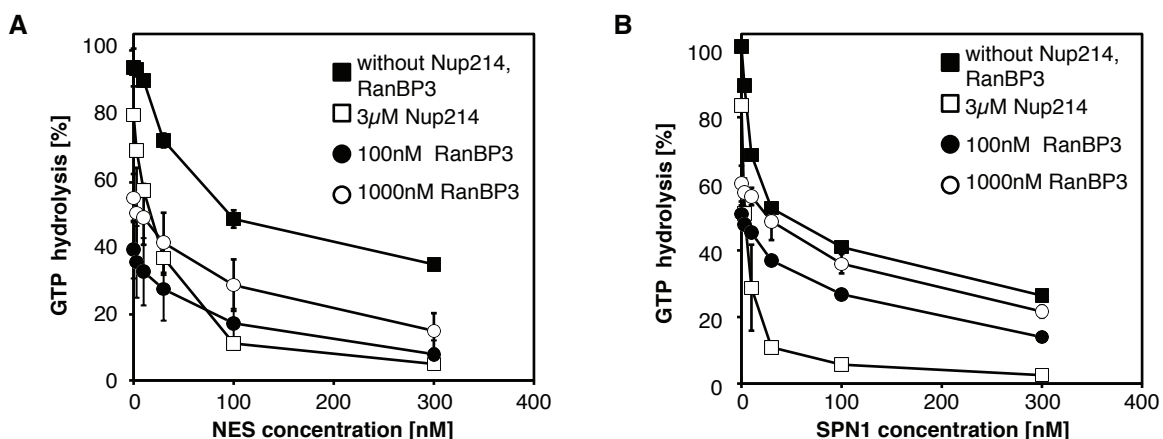 A
GTP hydrolysis [%]
100
80
60
40
20
0
without Nup214,
RanBP3
3µM Nup214
100nM RanBP3
1000nM RanBP3
0
100
200
300
400
NES concentration [nM]
B
GTP hydrolysis [%]
100
80
60
40
20
0
without Nup214,
RanBP3
3µM Nup214
100nM RanBP3
1000nM RanBP3
0
100
200
300
400
SPN1 concentration [nM]